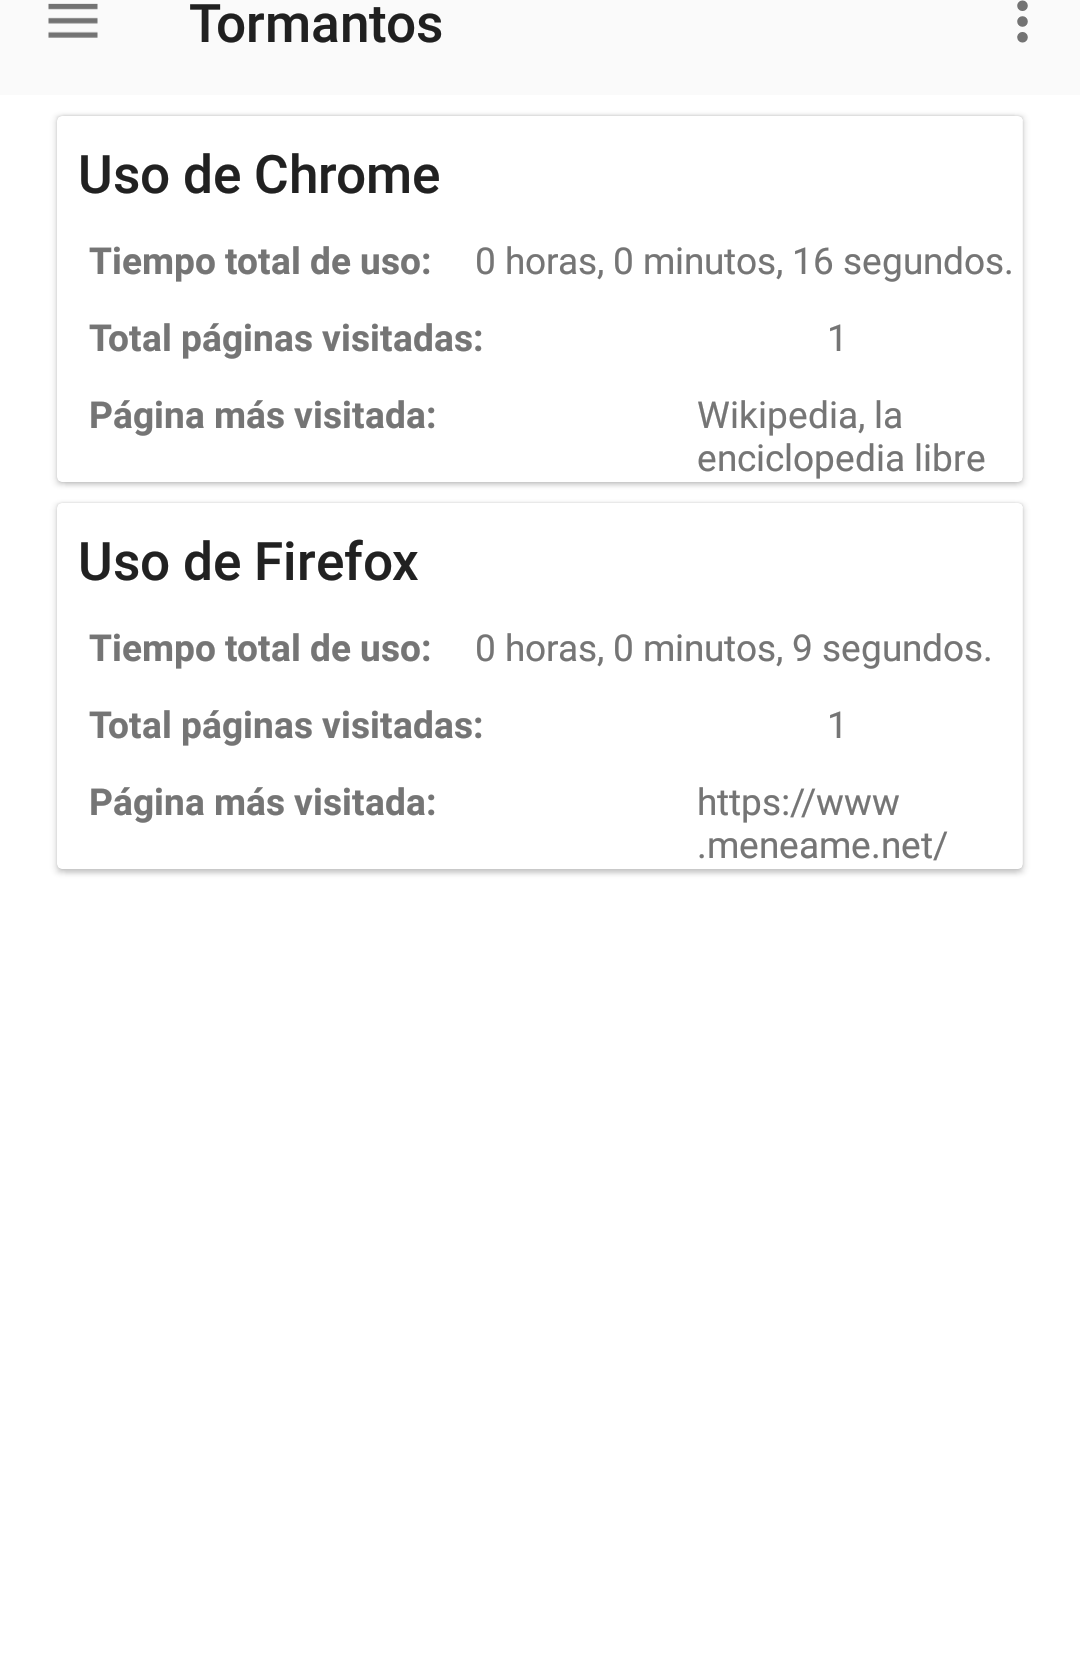 Tormantos
Uso de Chrome
Tiempo total de uso: 0 horas, 0 minutos, 16 segundos.
Total páginas visitadas: 1
Página más visitada: Wikipedia, la
enciclopedia libre
Uso de Firefox
Tiempo total de uso: 0 horas, 0 minutos, 9 segundos.
Total páginas visitadas: 1
Página más visitada: https://www
.meneame.net/